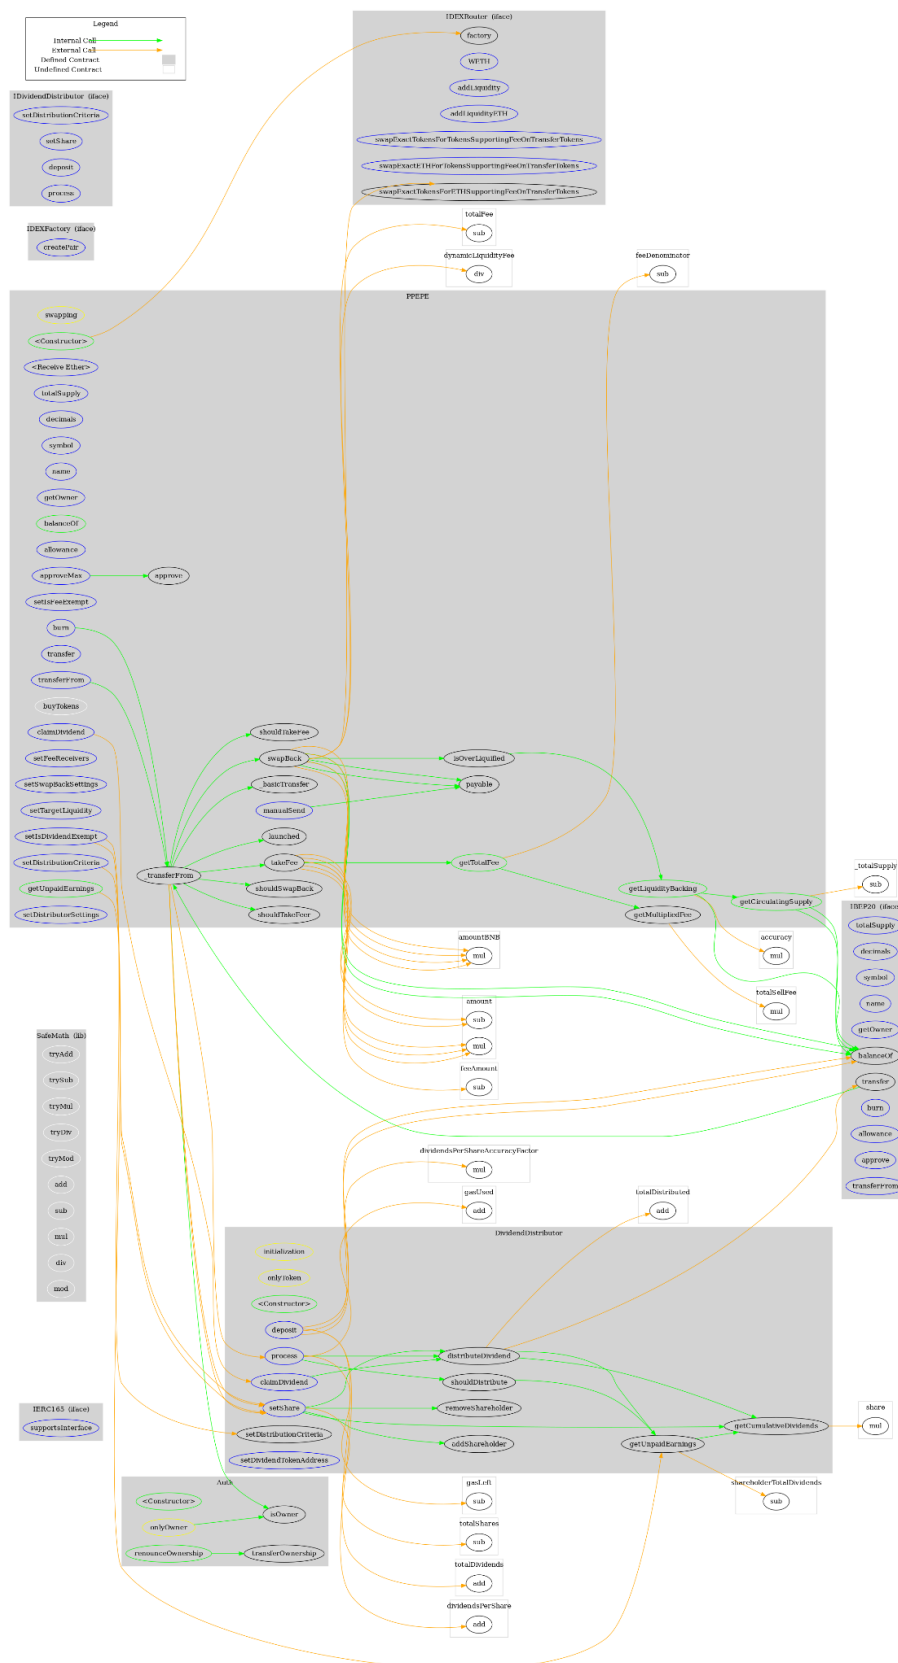 Legend
Internal Call
External Call
Defined Contract
Undefined Contract
IDividendDistributor (iface)
setDistributionCriteria
setShare
deposit
process
IDEXFactory (iface)
createPair
IDEXRouter (iface)
factory
WETH
addLiquidity
addLiquidityETH
swapExactTokensForTokensSupportingFeeOnTransferTokens
swapExactETHForTokensSupportingFeeOnTransferTokens
swapExactTokensForETHSupportingFeeOnTransferTokens
totalFee
sub
dynamicLiquidityFee
div
feeDenominator
sub
PPEPE
swapping
<Constructor>
<Receive Ether>
totalSupply
decimals
symbol
name
getOwner
balanceOf
allowance
approveMax
approve
setIsFeeExempt
burn
transfer
transferFrom
buyTokens
claimDividend
setFeeReceivers
setSwapBackSettings
setTargetLiquidity
setIsDividendExempt
setDistributionCriteria
getUnpaidEarnings
setDistributorSettings
_transferFrom
shouldTakeFee
swapBack
basicTransfer
manualSend
launched
takeFee
shouldSwapBack
shouldTakeFeer
isOverLiquified
payable
getTotalFee
getLiquidityBacking
getMultipliedFee
getCirculatingSupply
_totalSupply
sub
IBEP20 (iface
totalSupply
decimals
symbol
name
getOwner
balanceOf
transfer
burn
allowance
approve
transferFrom
amountBNB
mul
accuracy
mul
totalSellFee
mul
amount
sub
mul
feeAmount
sub
SafeMath (lib)
tryAdd
trySub
tryMul
tryDiv
tryMod
add
sub
mul
div
mod
dividendsPerShareAccuracyFactor
mul
gasUsed
add
totalDistributed
add
DividendDistributor
initialization
onlyToken
<Constructor>
deposit
process
claimDividend
setShare
setDistributionCriteria
setDividendTokenAddress
distributeDividend
shouldDistribute
removeShareholder
addShareholder
getUnpaidEarnings
getCumulativeDividends
share
mul
shareholderTotalDividends
sub
IERC165 (iface)
supportsInterface
Auth
<Constructor>
onlyOwner
renounceOwnership
isOwner
transferOwnership
gasLeft
sub
totalShares
sub
totalDividends
add
dividendsPerShare
add